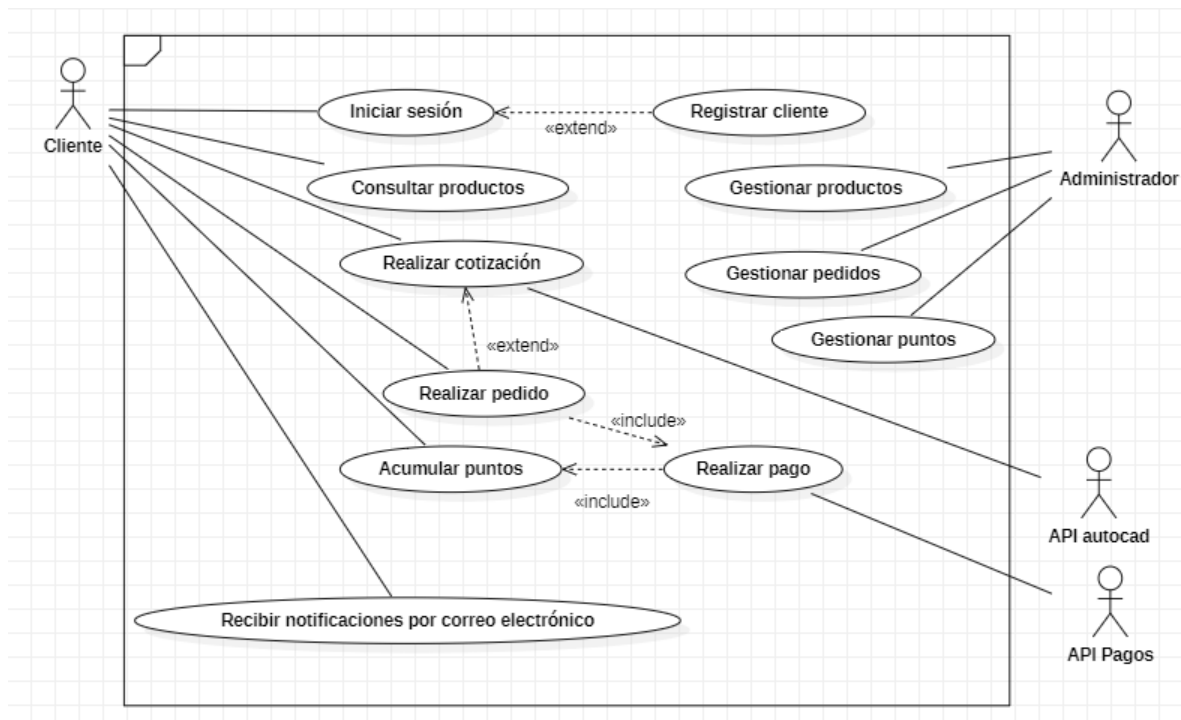 Iniciar sesión
«extend»
Registrar cliente
Cliente
Consultar productos
Gestionar productos
Administrador
Realizar cotización
Gestionar pedidos
Gestionar puntos
«extend»
Realizar pedido
«include»
Acumular puntos
Realizar pago
«include»
API autocad
Recibir notificaciones por correo electrónico
API Pagos